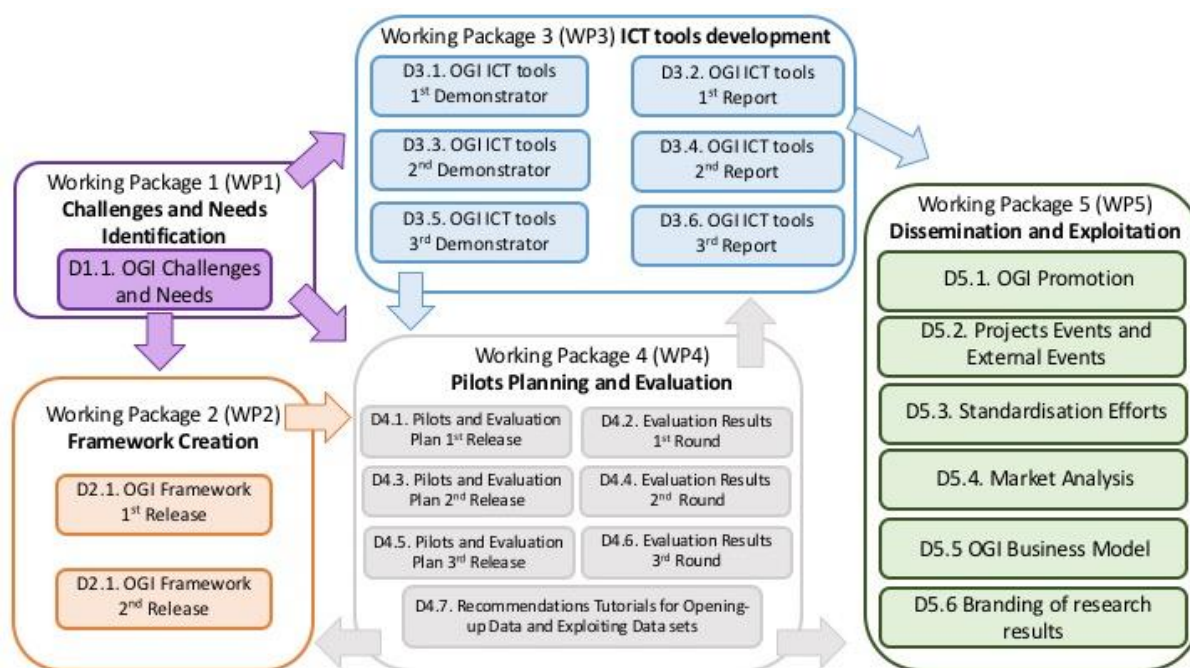 Working Package 3 (WP3) ICT tools development
D3.1. OGI ICT tools
1st Demonstrator
D3.2. OGI ICT tools
1st Report
D3.3. OGI ICT tools
2nd Demonstrator
D3.4. OGI ICT tools
2nd Report
D3.5. OGI ICT tools
3rd Demonstrator
D3.6. OGI ICT tools
3rd Report
Working Package 1 (WP1)
Challenges and Needs
Identification
D1.1. OGI Challenges
and Needs
Working Package 2 (WP2)
Framework Creation
D2.1. OGI Framework
1st Release
D2.1. OGI Framework
2nd Release
Working Package 4 (WP4)
Pilots Planning and Evaluation
D4.1. Pilots and Evaluation
Plan 1st Release
D4.2. Evaluation Results
1st Round
D4.3. Pilots and Evaluation
Plan 2nd Release
D4.4. Evaluation Results
2nd Round
D4.5. Pilots and Evaluation
Plan 3rd Release
D4.6. Evaluation Results
3rd Round
D4.7. Recommendations Tutorials for Opening-
up Data and Exploiting Data sets
Working Package 5 (WP5)
Dissemination and Exploitation
D5.1. OGI Promotion
D5.2. Projects Events and
External Events
D5.3. Standardisation Efforts
D5.4. Market Analysis
D5.5 OGI Business Model
D5.6 Branding of research
results